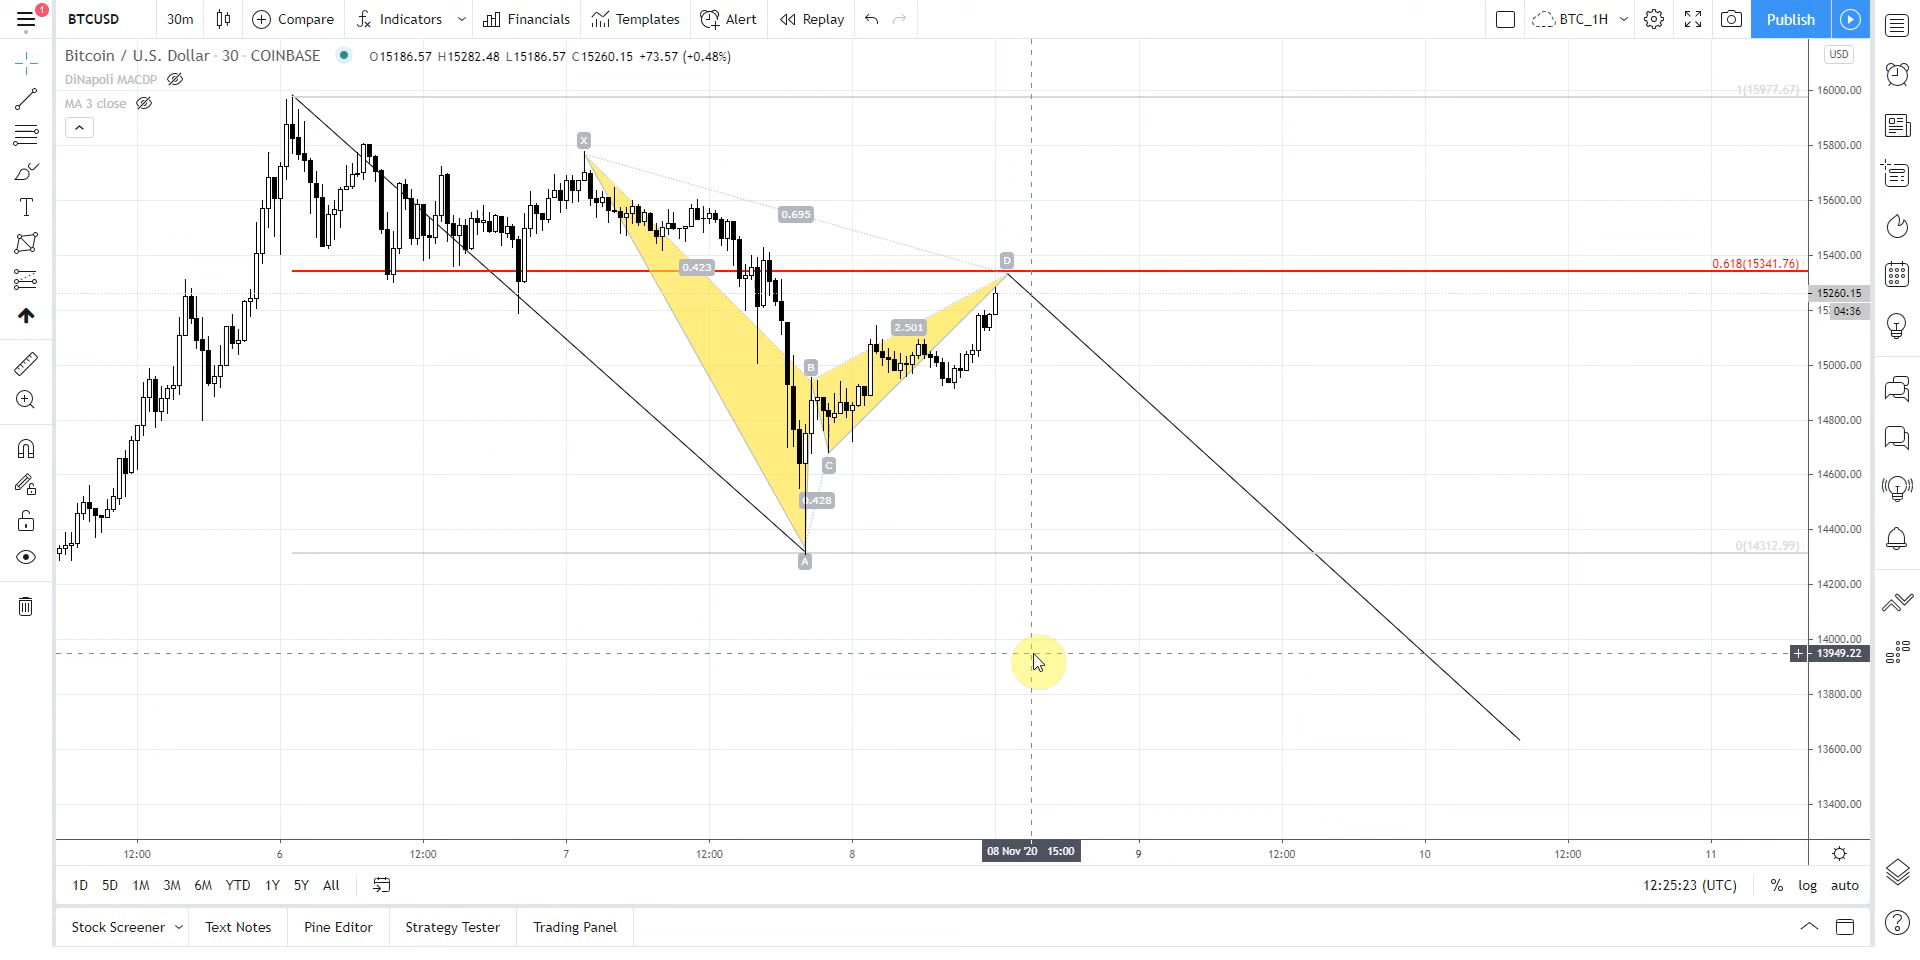 1
BTCUSD 30m Compare Indicators Financials Templates Alert Replay BTC_1H Publish
Bitcoin / U.S. Dollar · 30 · COINBASE O15186.57 H15282.48 L15186.57 C15260.15 +73.57 (+0.48%)
DiNapoli MACDP
MA 3 close
USD
1(15977.67)
16000.00
X
15800.00
0.695
15600.00
D
0.618(15341.76)
15400.00
0.423
15260.15
04:36
2.501
B
15000.00
14800.00
C
14600.00
0.428
14400.00
0(14312.99)
A
14200.00
14000.00
13949.22
13800.00
13600.00
13400.00
12:00 6 12:00 7 12:00 8 08 Nov '20 15:00 9 12:00 10 12:00 11
1D 5D 1M 3M 6M YTD 1Y 5Y All 12:25:23 (UTC) % log auto
Stock Screener Text Notes Pine Editor Strategy Tester Trading Panel